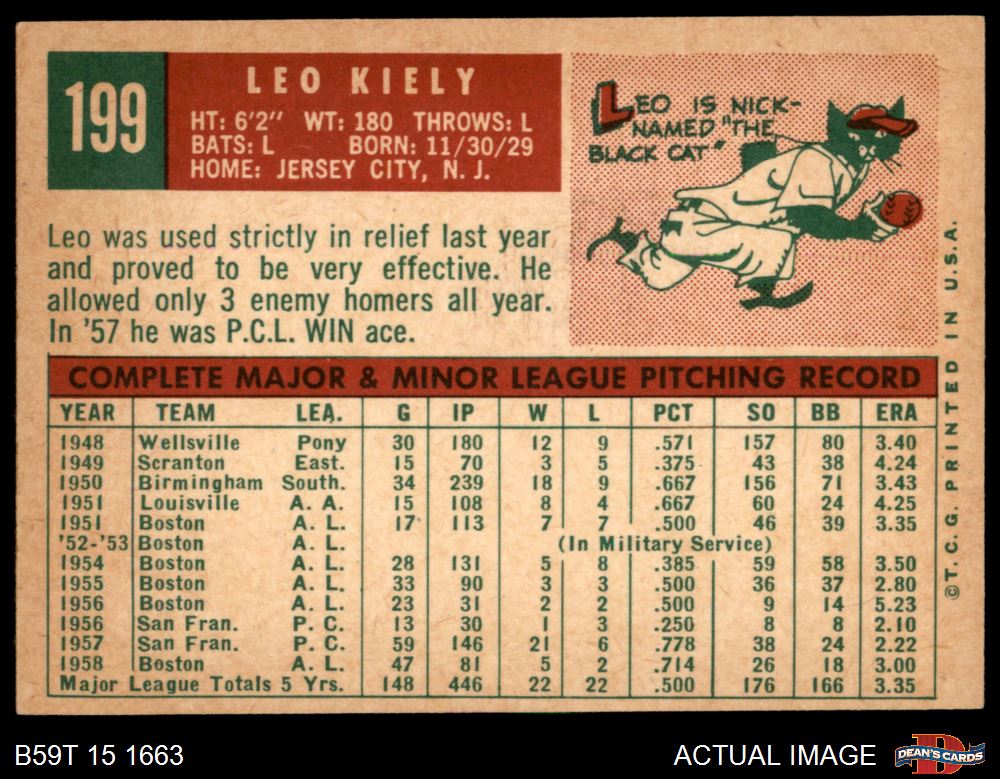 199
LEO KIELY
HT: 6'2" WT: 180 THROWS: L
BATS: L BORN: 11/30/29
HOME: JERSEY CITY, N. J.
LEO IS NICK-
NAMED "THE
BLACK CAT"
Leo was used strictly in relief last year
and proved to be very effective. He
allowed only 3 enemy homers all year.
In '57 he was P.C.L. WIN ace.
COMPLETE MAJOR & MINOR LEAGUE PITCHING RECORD
YEAR TEAM LEA. G IP W L PCT SO BB ERA
1948 Wellsville Pony 30 180 12 9 .571 157 80 3.40
1949 Scranton East. 15 70 3 5 .375 43 38 4.24
1950 Birmingham South. 34 239 18 9 .667 156 71 3.43
1951 Louisville A. A. 15 108 8 4 .667 60 24 4.25
1951 Boston A. L. 17 113 7 7 .500 46 39 3.35
'52-'53 Boston A. L. (In Military Service)
1954 Boston A. L. 28 131 5 8 .385 59 58 3.50
1955 Boston A. L. 33 90 3 3 .500 36 37 2.80
1956 Boston A. L. 23 31 2 2 .500 9 14 5.23
1956 San Fran. P. C. 13 30 1 3 .250 8 8 2.10
1957 San Fran. P. C. 59 146 21 6 .778 38 24 2.22
1958 Boston A. L. 47 81 5 2 .714 26 18 3.00
Major League Totals 5 Yrs. 148 446 22 22 .500 176 166 3.35
©T. C. G. PRINTED IN U.S.A.
B59T 15 1663
ACTUAL IMAGE
D
DEAN'S CARDS